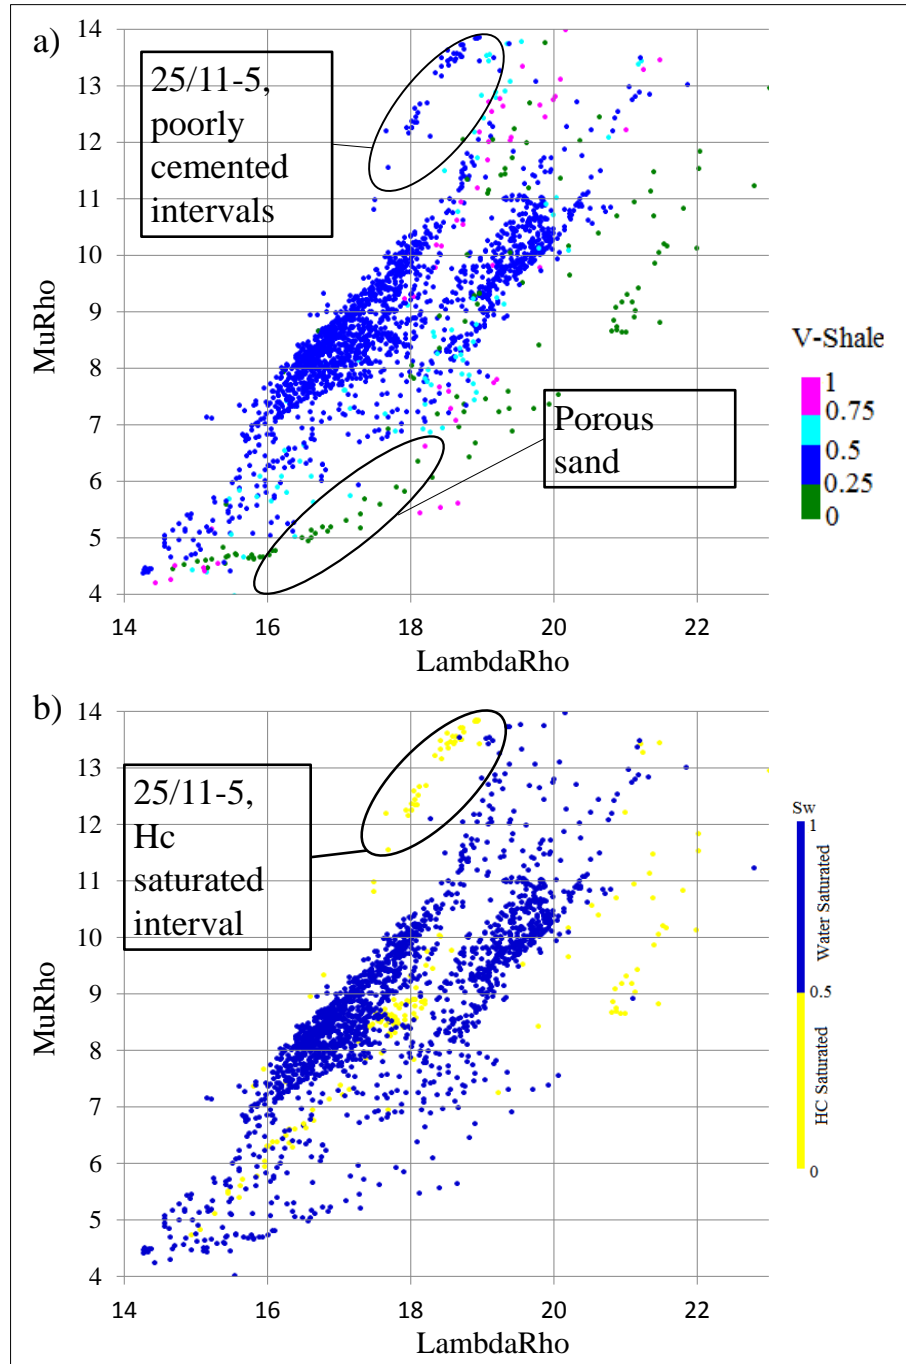 a)
14
13
12
11
10
9
8
7
6
5
4
MuRho
25/11-5,
poorly
cemented
intervals
Porous
sand
V-Shale
1
0.75
0.5
0.25
0
14 16 18 20 22
LambdaRho
b)
14
13
12
11
10
9
8
7
6
5
4
MuRho
25/11-5,
Hc
saturated
interval
Sw
1
Water Saturated
0.5
HC Saturated
0
14 16 18 20 22
LambdaRho